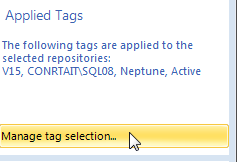 Applied Tags
The following tags are applied to the
selected repositories:
V15, CONRTAIT\SQL08, Neptune, Active
Manage tag selection...